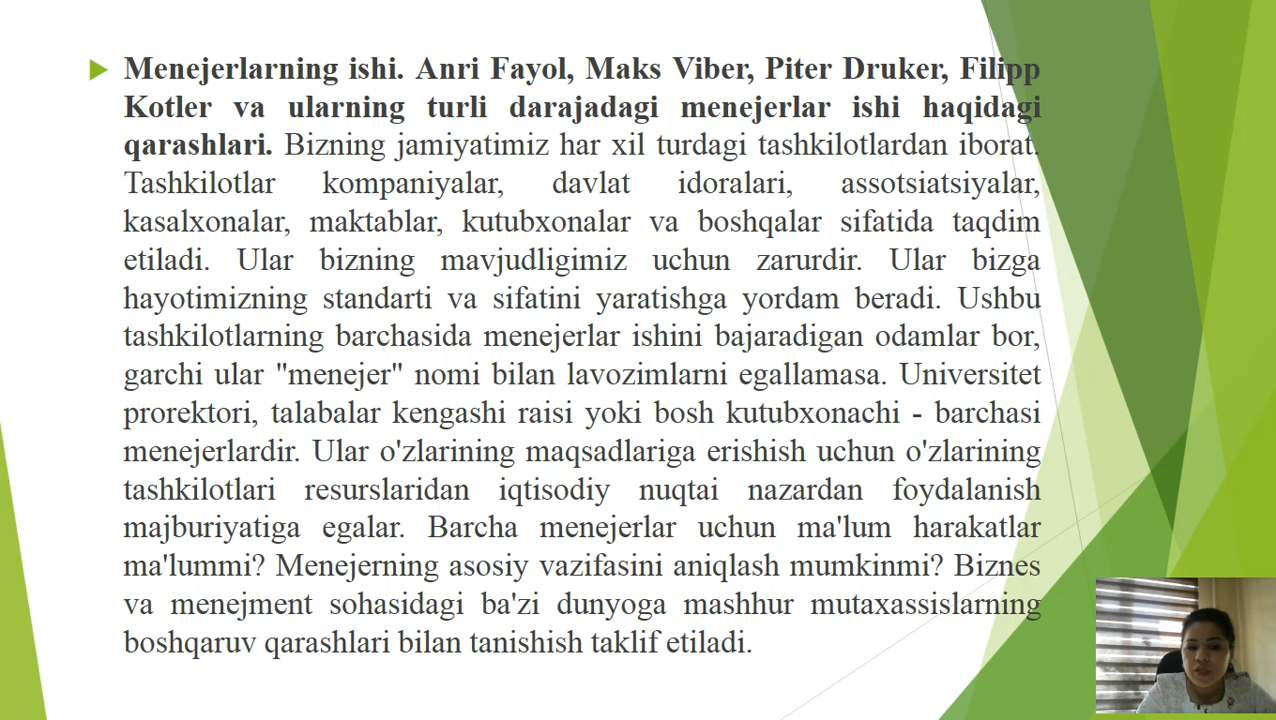 Menejerlarning ishi. Anri Fayol, Maks Viber, Piter Druker, Filipp
Kotler va ularning turli darajadagi menejerlar ishi haqidagi
qarashlari. Bizning jamiyatimiz har xil turdagi tashkilotlardan iborat.
Tashkilotlar kompaniyalar, davlat idoralari, assotsiatsiyalar,
kasalxonalar, maktablar, kutubxonalar va boshqalar sifatida taqdim
etiladi. Ular bizning mavjudligimiz uchun zarurdir. Ular bizga
hayotimizning standarti va sifatini yaratishga yordam beradi. Ushbu
tashkilotlarning barchasida menejerlar ishini bajaradigan odamlar bor,
garchi ular "menejer" nomi bilan lavozimlarni egallamasa. Universitet
prorektori, talabalar kengashi raisi yoki bosh kutubxonachi - barchasi
menejerlardir. Ular o'zlarining maqsadlariga erishish uchun o'zlarining
tashkilotlari resurslaridan iqtisodiy nuqtai nazardan foydalanish
majburiyatiga egalar. Barcha menejerlar uchun ma'lum harakatlar
ma'lummi? Menejerning asosiy vazifasini aniqlash mumkinmi? Biznes
va menejment sohasidagi ba'zi dunyoga mashhur mutaxassislarning
boshqaruv qarashlari bilan tanishish taklif etiladi.